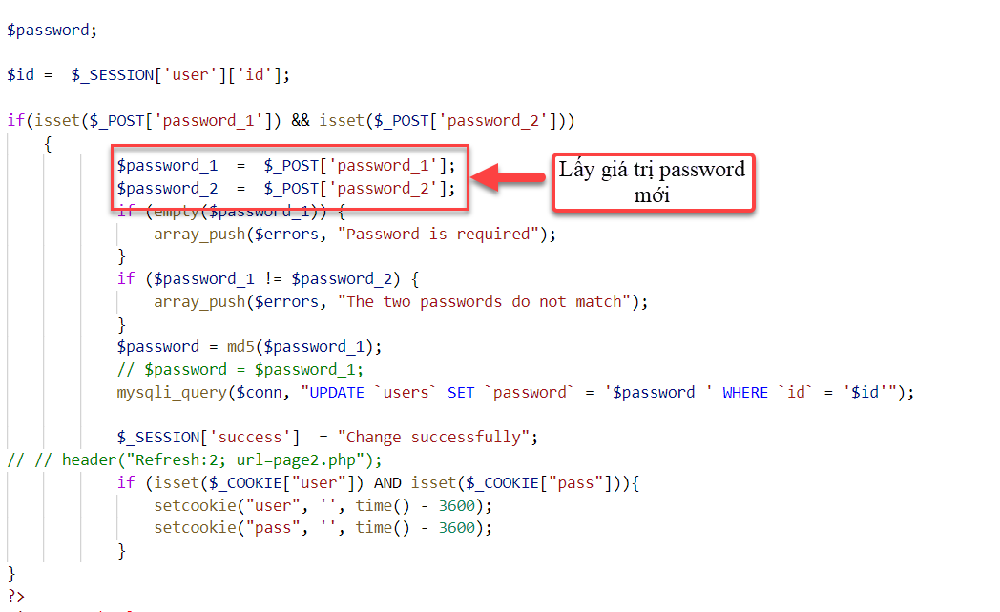 $password;
$id =  $_SESSION['user']['id'];
if(isset($_POST['password_1']) && isset($_POST['password_2']))
{
$password_1  =  $_POST['password_1'];
$password_2  =  $_POST['password_2'];
Lấy giá trị password
mới
if (empty($password_1)) {
array_push($errors, "Password is required");
}
if ($password_1 != $password_2) {
array_push($errors, "The two passwords do not match");
}
$password = md5($password_1);
// $password = $password_1;
mysqli_query($conn, "UPDATE `users` SET `password` = '$password ' WHERE `id` = '$id'");
$_SESSION['success']  = "Change successfully";
// // header("Refresh:2; url=page2.php");
if (isset($_COOKIE["user"]) AND isset($_COOKIE["pass"])){
setcookie("user", '', time() - 3600);
setcookie("pass", '', time() - 3600);
}
}
?>